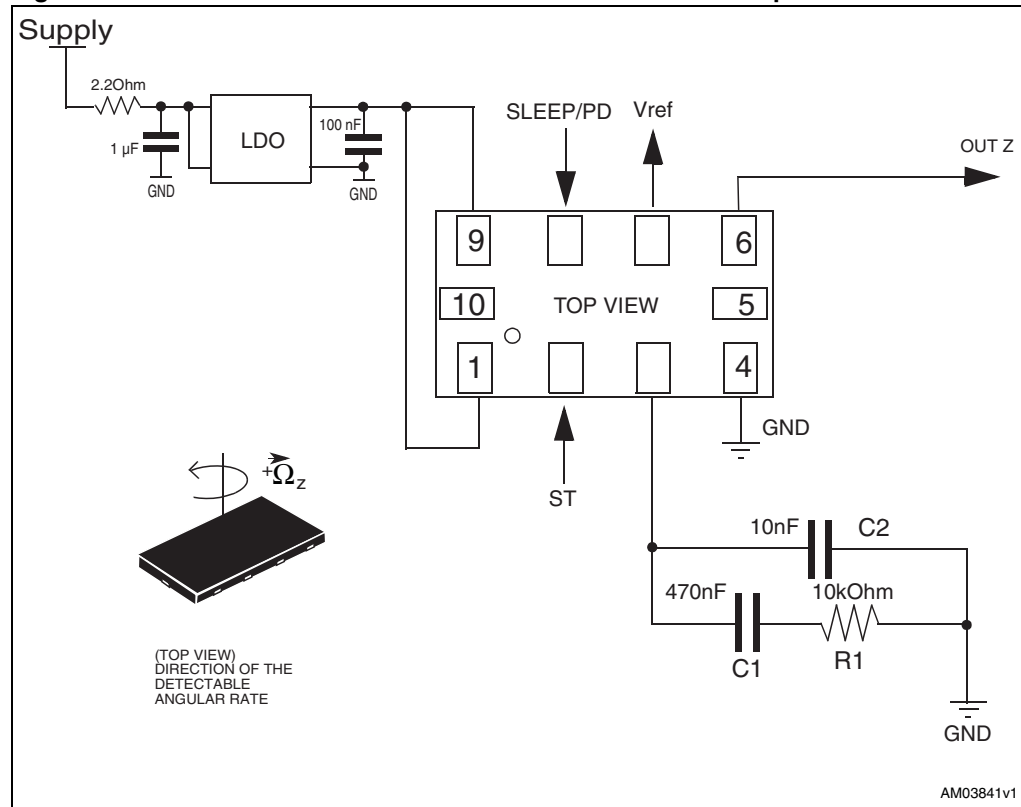 Supply
2.2Ohm
1 µF
GND
LDO
100 nF
GND
SLEEP/PD
Vref
OUT Z
9
6
10
TOP VIEW
5
1
4
GND
ST
+Ωz
10nF
C2
470nF
10kOhm
C1
R1
GND
(TOP VIEW)
DIRECTION OF THE
DETECTABLE
ANGULAR RATE
AM03841v1